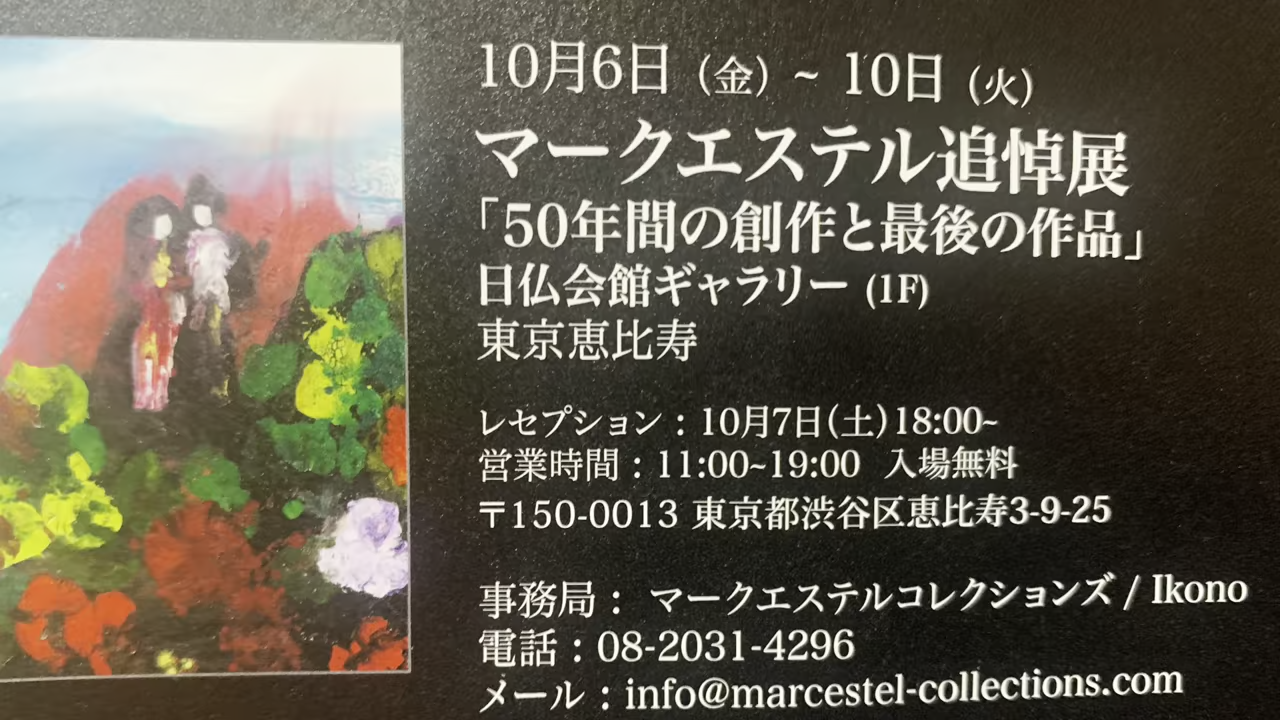 10月6日（金）~ 10日（火）
マークエステル追悼展
「50年間の創作と最後の作品」
日仏会館ギャラリー (1F)
東京恵比寿
レセプション：10月7日(土)18:00~
営業時間：11:00~19:00 入場無料
〒150-0013 東京都渋谷区恵比寿3-9-25
事務局： マークエステルコレクションズ / Ikono
電話：08-2031-4296
メール：info@marcestel-collections.com